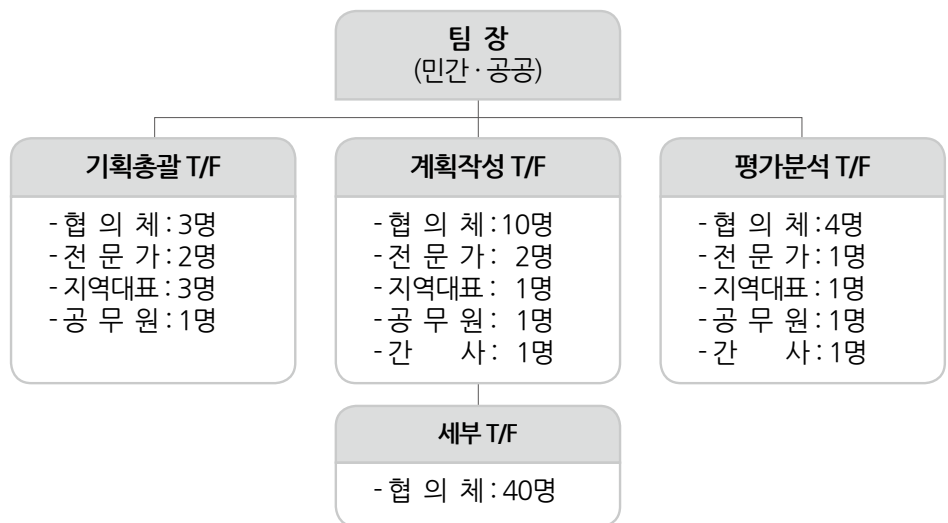 팀 장
(민간·공공)
기획총괄 T/F
- 협 의 체 : 3명
- 전 문 가 : 2명
- 지역대표 : 3명
- 공 무 원 : 1명
계획작성 T/F
- 협 의 체 : 10명
- 전 문 가 : 2명
- 지역대표 : 1명
- 공 무 원 : 1명
- 간 사 : 1명
평가분석 T/F
- 협 의 체 : 4명
- 전 문 가 : 1명
- 지역대표 : 1명
- 공 무 원 : 1명
- 간 사 : 1명
세부 T/F
- 협 의 체 : 40명